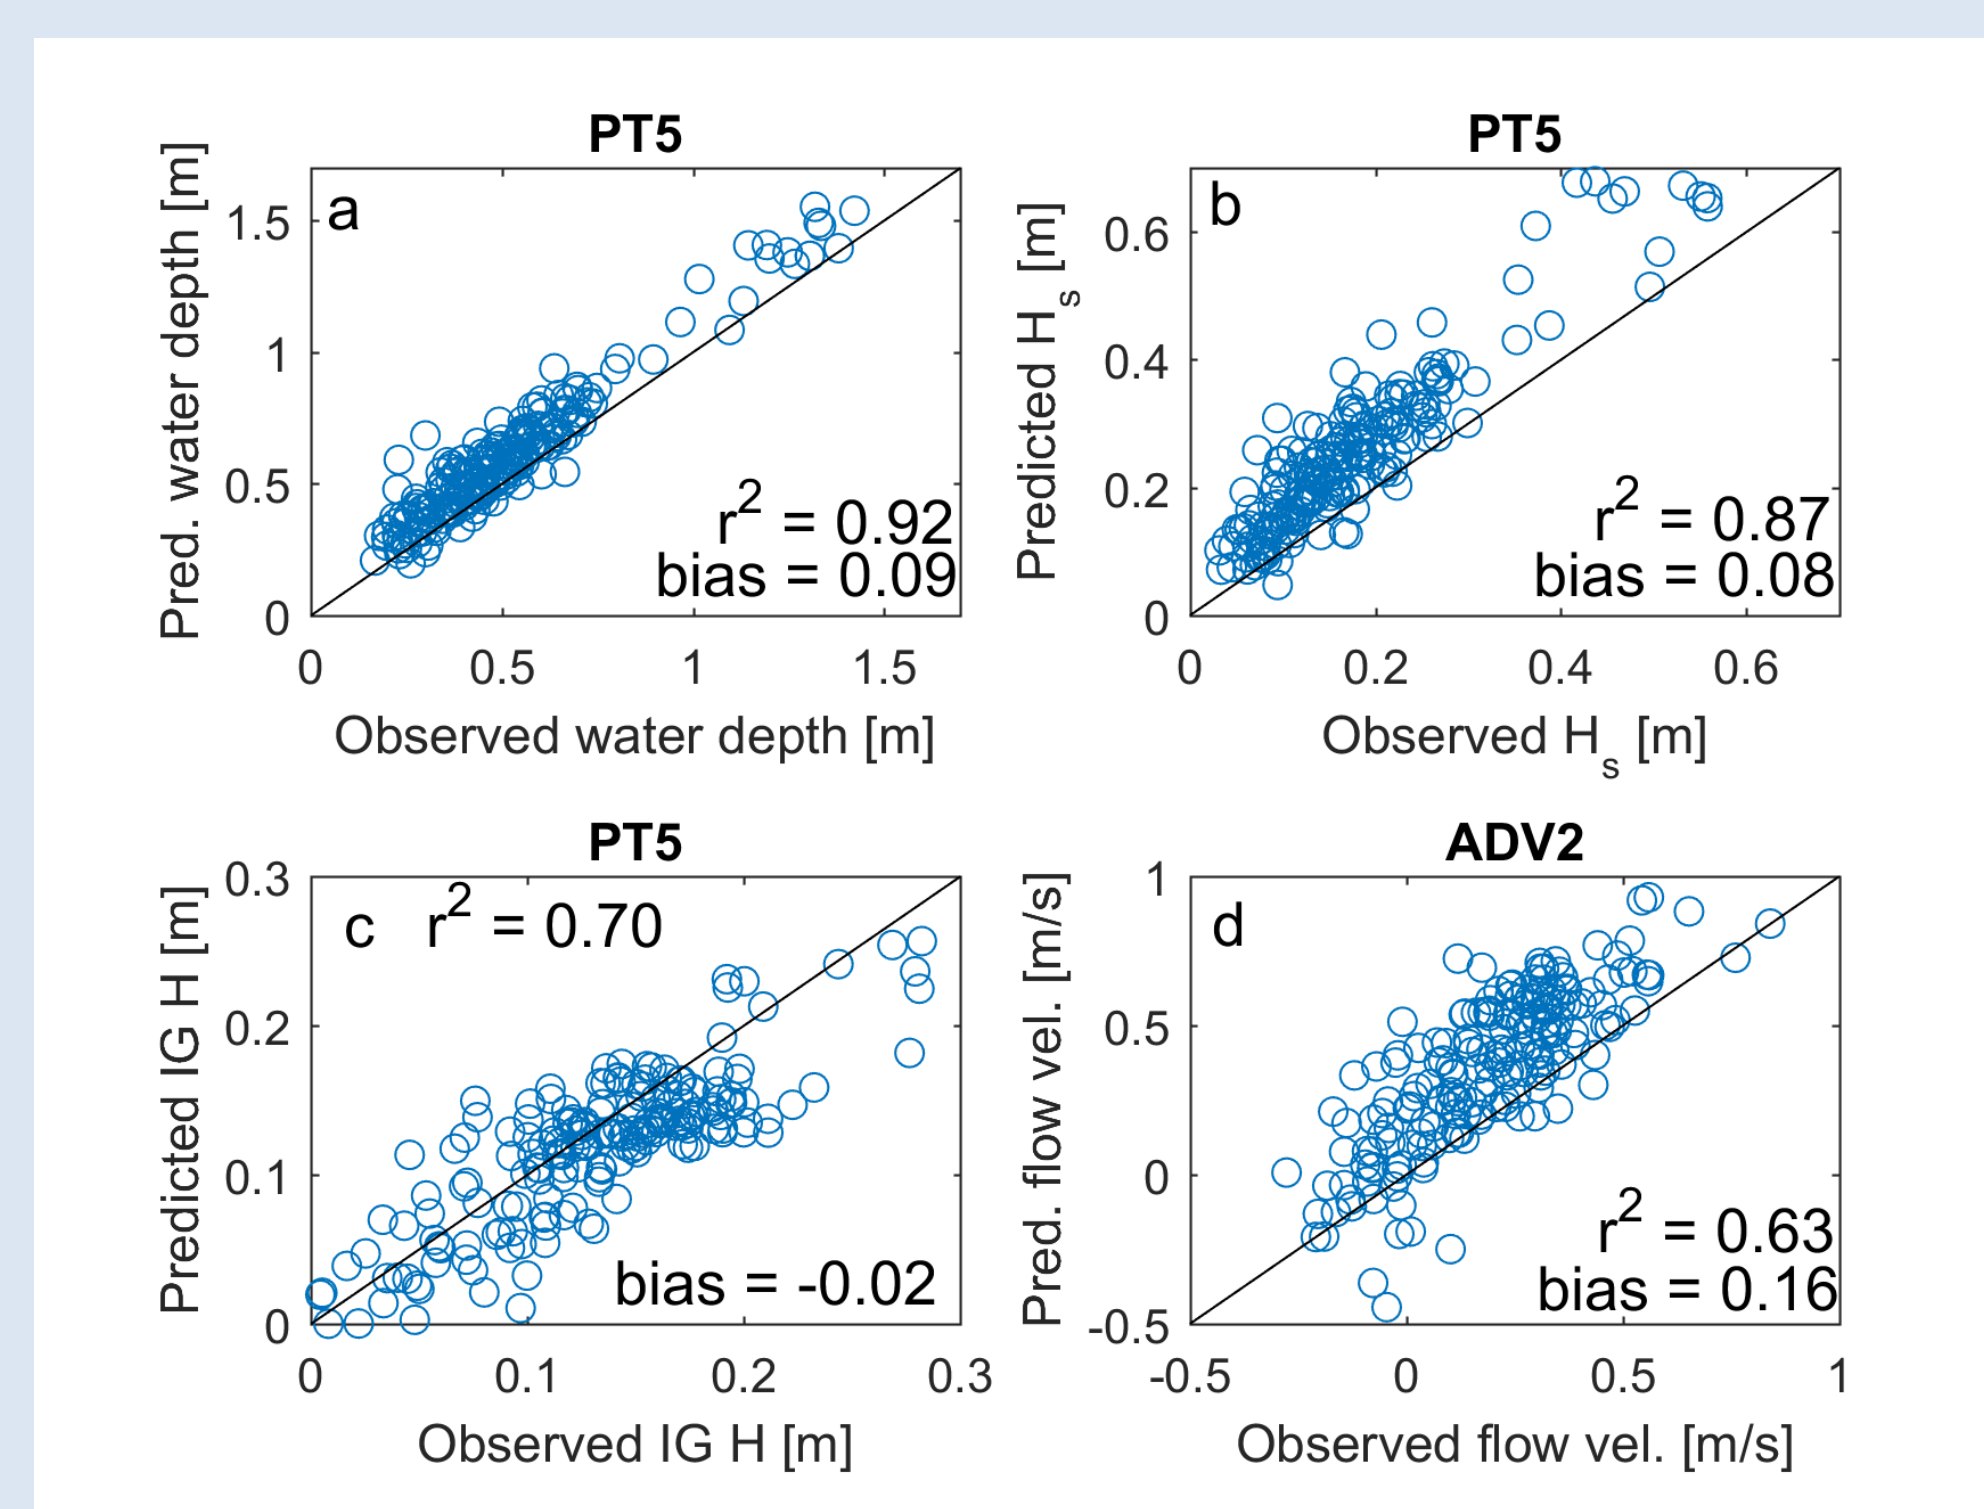 PT5
a
Pred. water depth [m]
1.5
1
0.5
0
r2 = 0.92
bias = 0.09
0 0.5 1 1.5
Observed water depth [m]
PT5
b
Predicted Hs [m]
0.6
0.4
0.2
0
r2 = 0.87
bias = 0.08
0 0.2 0.4 0.6
Observed Hs [m]
PT5
c r2 = 0.70
Predicted IG H [m]
0.3
0.2
0.1
0
bias = -0.02
0 0.1 0.2 0.3
Observed IG H [m]
ADV2
d
Pred. flow vel. [m/s]
1
0.5
0
-0.5
r2 = 0.63
bias = 0.16
-0.5 0 0.5 1
Observed flow vel. [m/s]